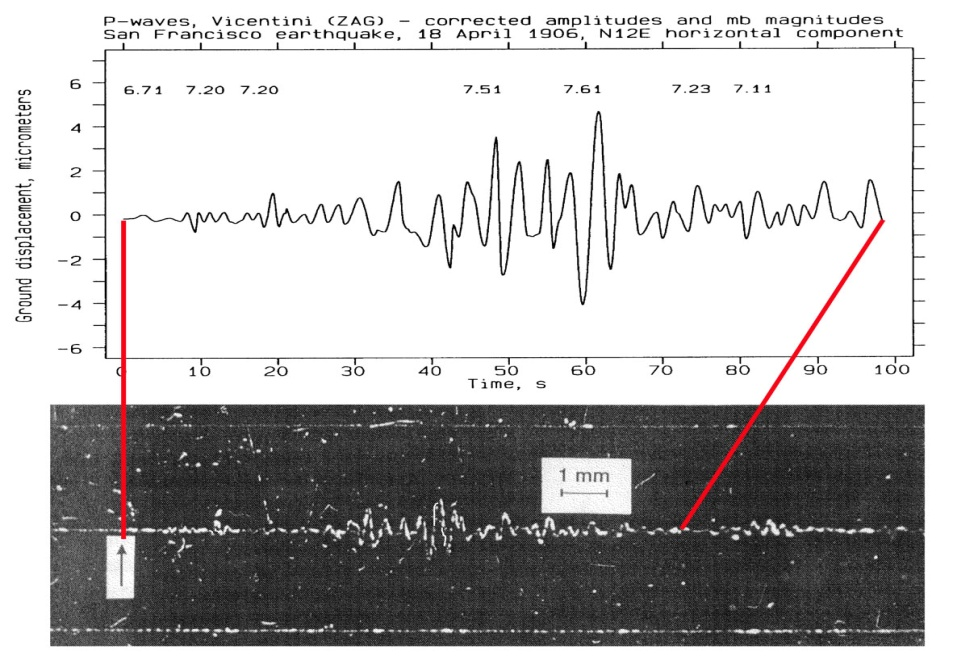 P-waves, Vicentini (ZAG) - corrected amplitudes and mb magnitudes
San Francisco earthquake, 18 April 1906, N12E horizontal component
6.71 7.20 7.20 7.51 7.61 7.23 7.11
Ground displacement, micrometers
6
4
2
0
-2
-4
-6
0 10 20 30 40 50 60 70 80 90 100
Time, s
1 mm